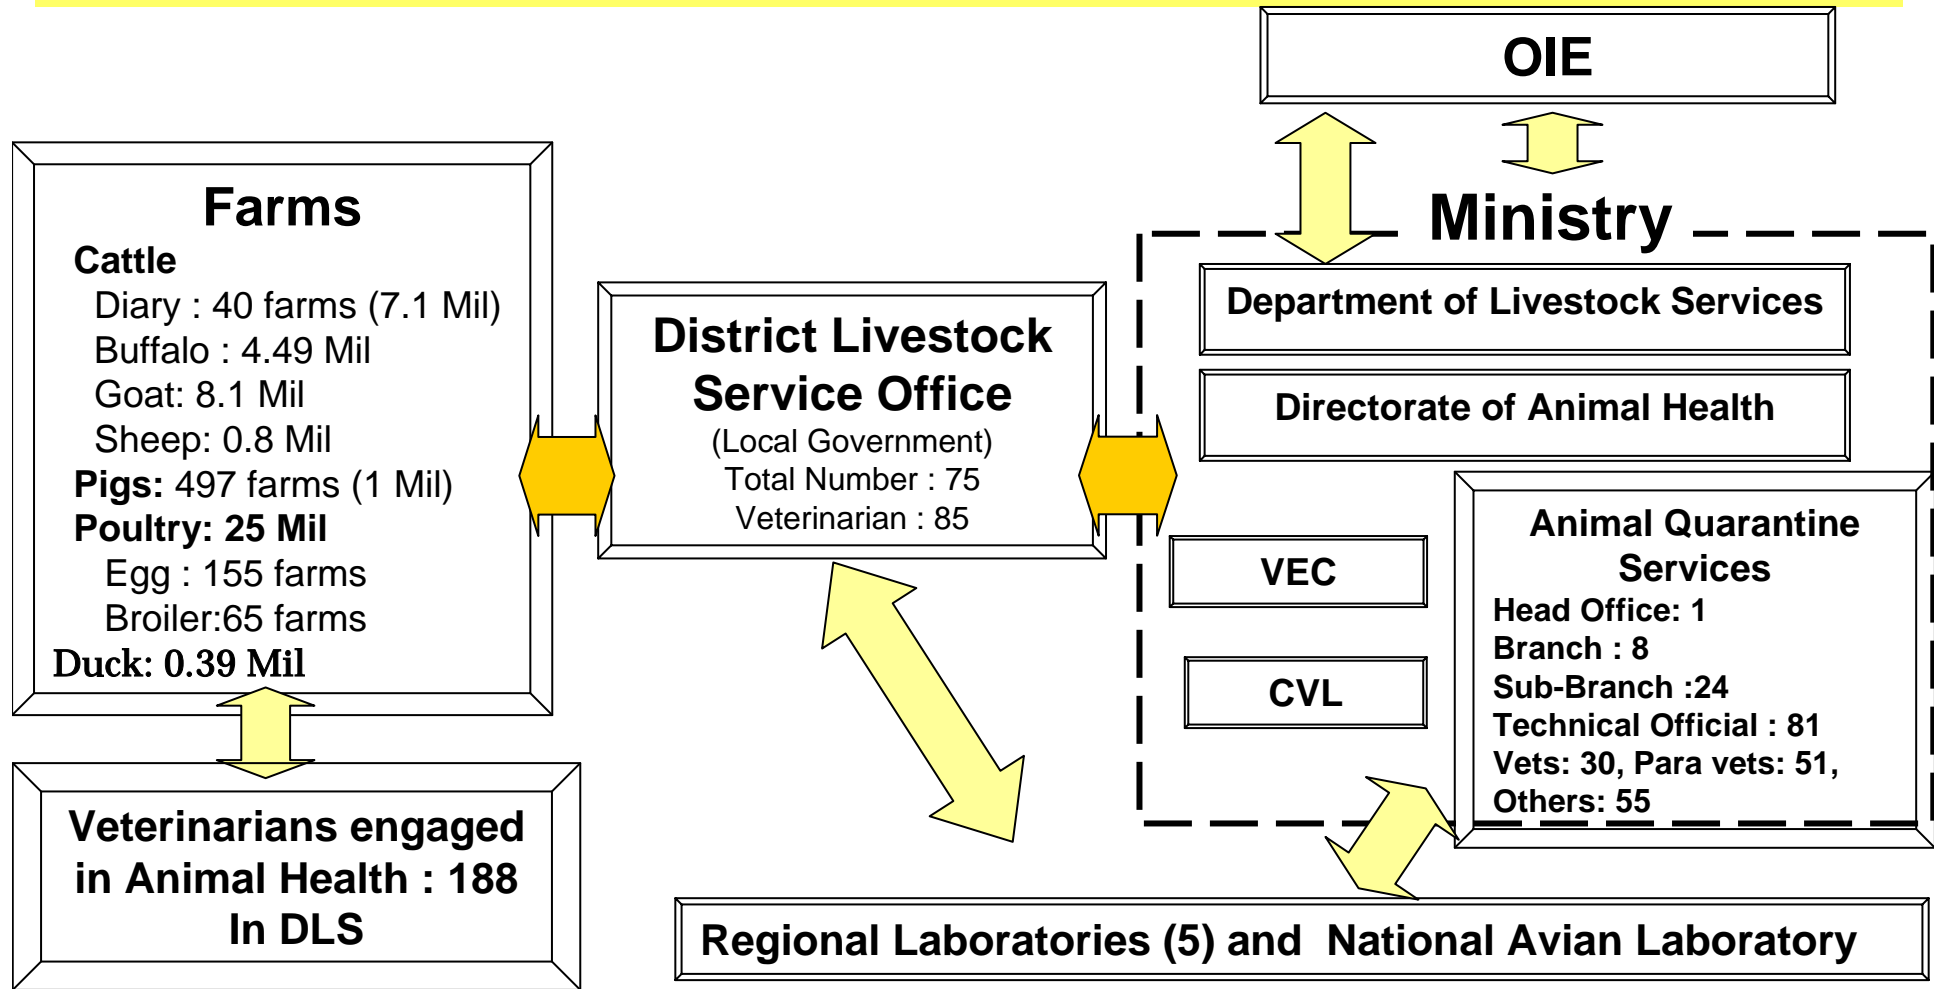 OIE
Farms
Cattle
Diary : 40 farms (7.1 Mil)
Buffalo : 4.49 Mil
Goat: 8.1 Mil
Sheep: 0.8 Mil
Pigs: 497 farms (1 Mil)
Poultry: 25 Mil
Egg : 155 farms
Broiler:65 farms
Duck: 0.39 Mil
Veterinarians engaged
in Animal Health : 188
In DLS
District Livestock
Service Office
(Local Government)
Total Number : 75
Veterinarian : 85
Ministry
Department of Livestock Services
Directorate of Animal Health
VEC
CVL
Animal Quarantine
Services
Head Office: 1
Branch : 8
Sub-Branch :24
Technical Official : 81
Vets: 30, Para vets: 51,
Others: 55
Regional Laboratories (5) and National Avian Laboratory